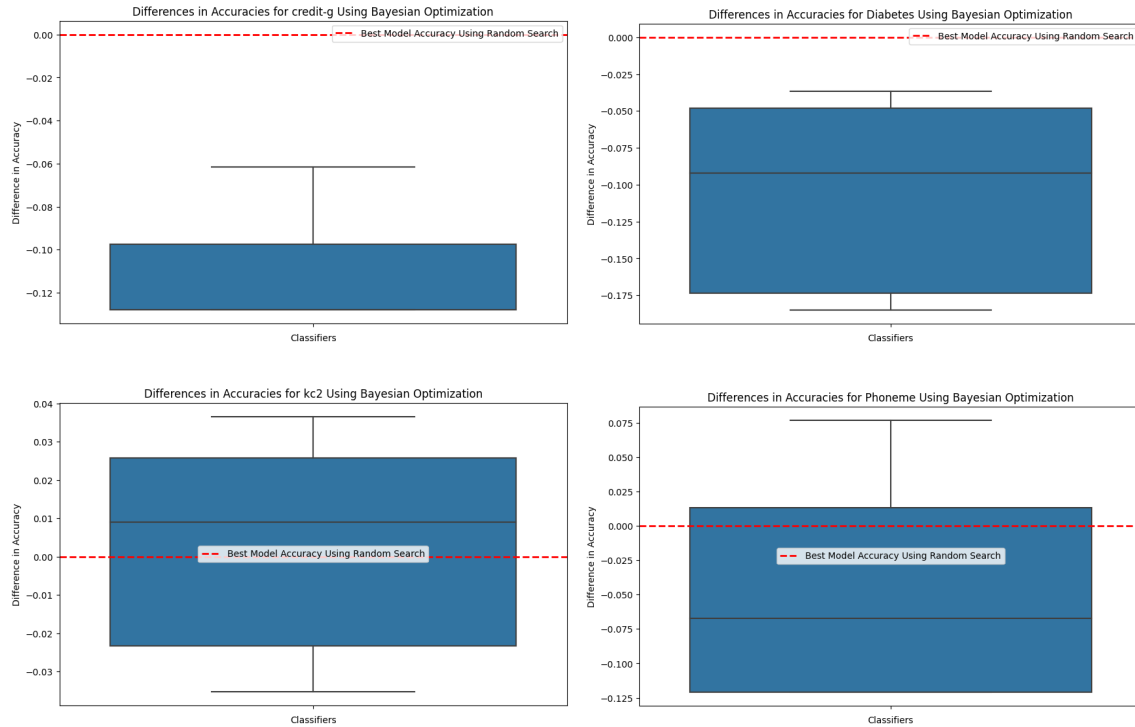 Differences in Accuracies for credit-g Using Bayesian Optimization
0.00
−0.02
−0.04
−0.06
−0.08
−0.10
−0.12
Difference in Accuracy
Best Model Accuracy Using Random Search
Classifiers
Differences in Accuracies for Diabetes Using Bayesian Optimization
0.000
−0.025
−0.050
−0.075
−0.100
−0.125
−0.150
−0.175
Difference in Accuracy
Best Model Accuracy Using Random Search
Classifiers
Differences in Accuracies for kc2 Using Bayesian Optimization
0.04
0.03
0.02
0.01
0.00
−0.01
−0.02
−0.03
Difference in Accuracy
Best Model Accuracy Using Random Search
Classifiers
Differences in Accuracies for Phoneme Using Bayesian Optimization
0.075
0.050
0.025
0.000
−0.025
−0.050
−0.075
−0.100
−0.125
Difference in Accuracy
Best Model Accuracy Using Random Search
Classifiers